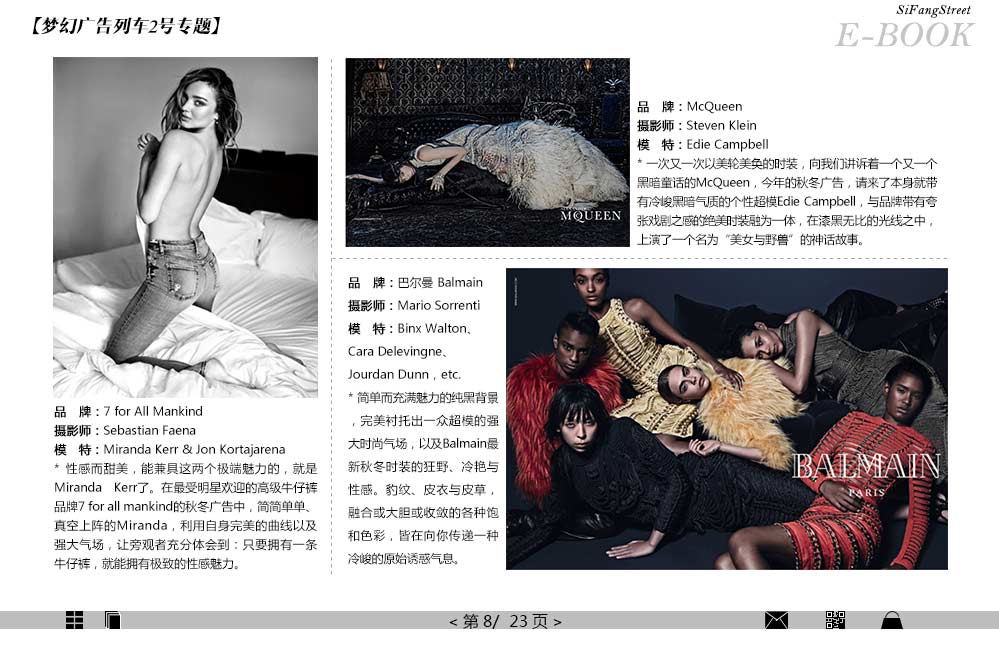 【梦幻广告列车2号专题】
SiFangStreet
E-BOOK
品 牌：7 for All Mankind
摄影师：Sebastian Faena
模 特：Miranda Kerr & Jon Kortajarena
* 性感而甜美，能兼具这两个极端魅力的，就是
Miranda Kerr了。在最受明星欢迎的高级牛仔裤
品牌7 for all mankind的秋冬广告中，简简单单、
真空上阵的Miranda，利用自身完美的曲线以及
强大气场，让旁观者充分体会到：只要拥有一条
牛仔裤，就能拥有极致的性感魅力。
MQUEEN
品 牌：McQueen
摄影师：Steven Klein
模 特：Edie Campbell
* 一次又一次以美轮美奂的时装，向我们讲诉着一个又一个
黑暗童话的McQueen，今年的秋冬广告，请来了本身就带
有冷峻黑暗气质的个性超模Edie Campbell，与品牌带有夸
张戏剧之感的绝美时装融为一体，在漆黑无比的光线之中，
上演了一个名为“美女与野兽”的神话故事。
品 牌：巴尔曼 Balmain
摄影师：Mario Sorrenti
模 特：Binx Walton、
Cara Delevingne、
Jourdan Dunn，etc.
* 简单而充满魅力的纯黑背景
，完美衬托出一众超模的强
大时尚气场，以及Balmain最
新秋冬时装的狂野、冷艳与
性感。豹纹、皮衣与皮草，
融合或大胆或收敛的各种饱
和色彩，皆在向你传递一种
冷峻的原始诱惑气息。
BALMAIN
PARIS
< 第 8/ 23 页 >